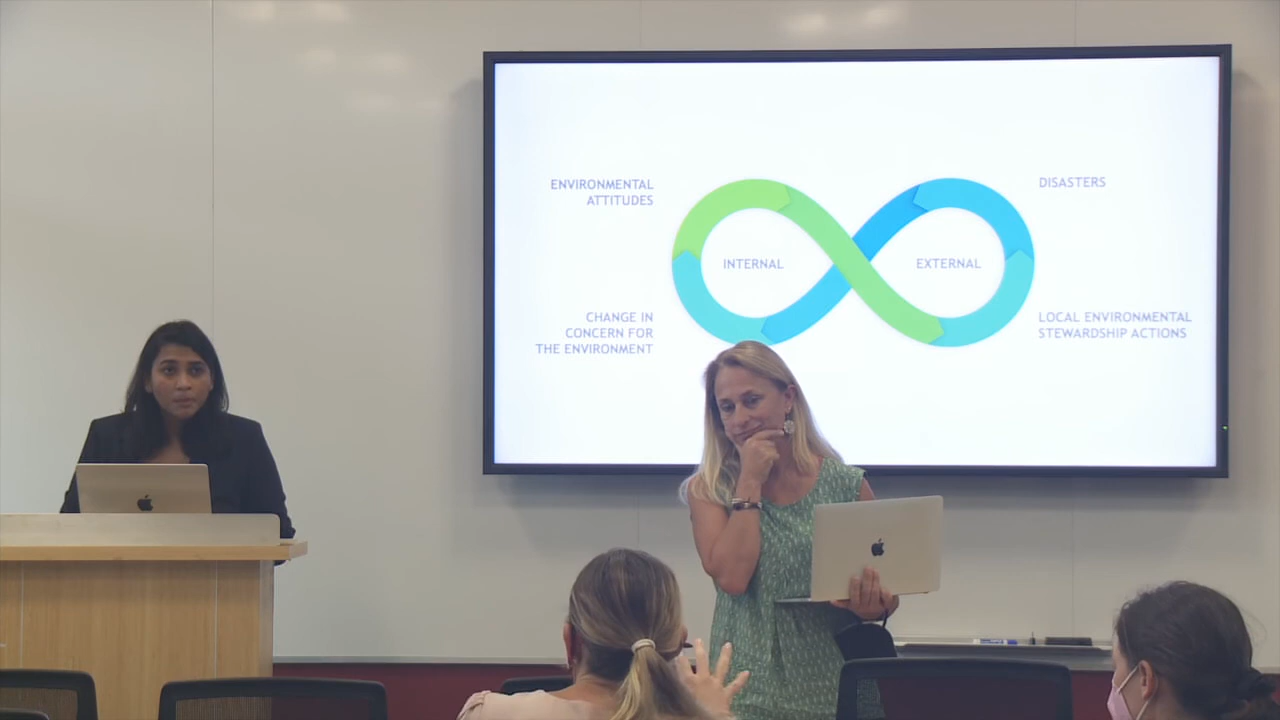 ENVIRONMENTAL
ATTITUDES
INTERNAL
CHANGE IN
CONCERN FOR
THE ENVIRONMENT
DISASTERS
EXTERNAL
LOCAL ENVIRONMENTAL
STEWARDSHIP ACTIONS